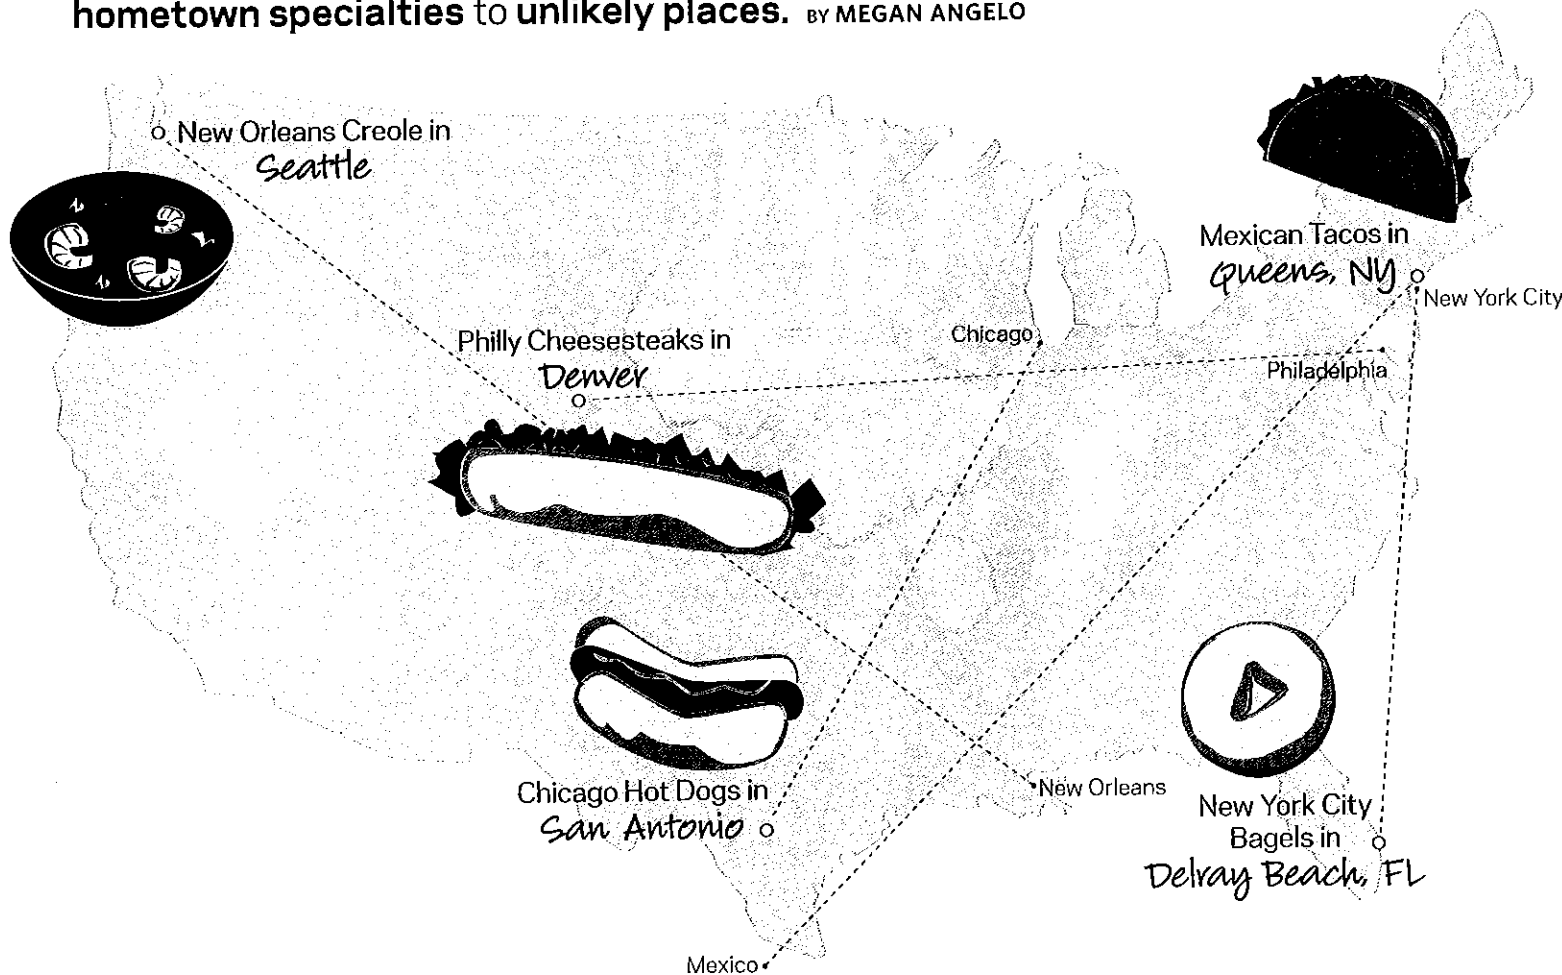 hometown specialties to unlikely places. BY MEGAN ANGELO
New Orleans Creole in
Seattle
Mexican Tacos in
Queens, NY
New York City
Philly Cheesesteaks in
Denver
Chicago
Philadelphia
Chicago Hot Dogs in
San Antonio
New Orleans
New York City
Bagels in
Delray Beach, FL
Mexico